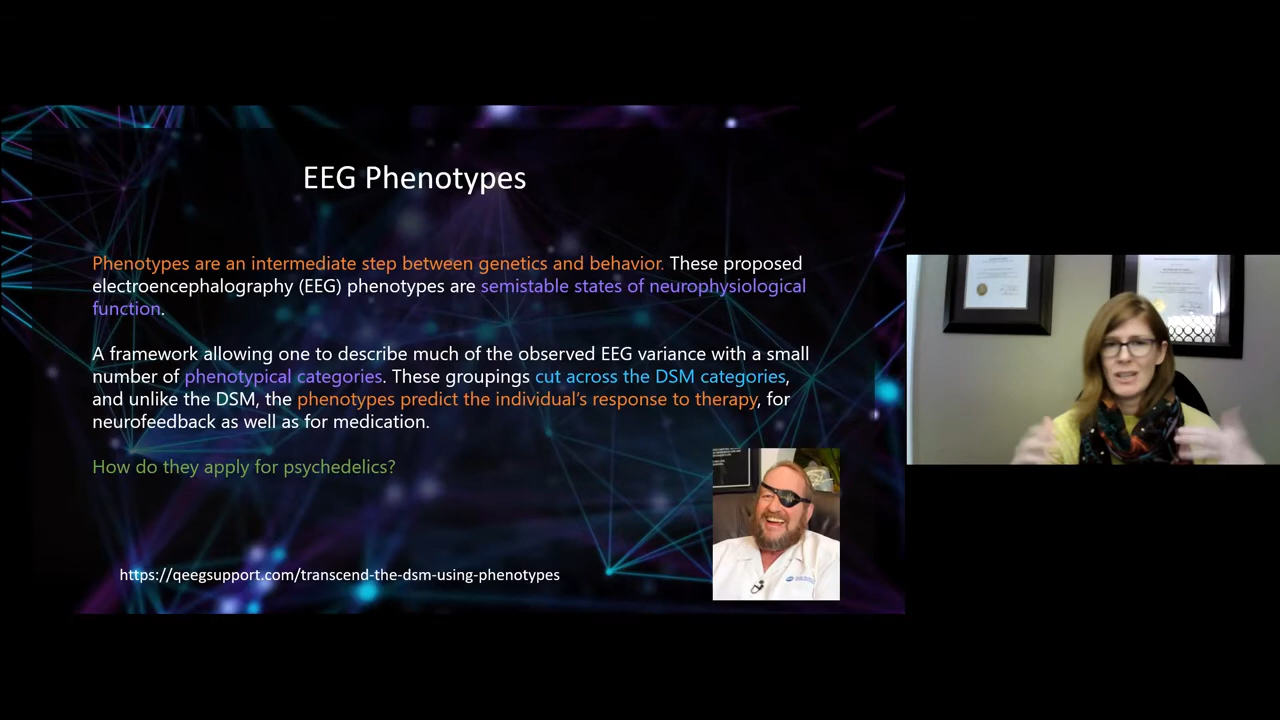 EEG Phenotypes
Phenotypes are an intermediate step between genetics and behavior. These proposed
electroencephalography (EEG) phenotypes are semistable states of neurophysiological
function.
A framework allowing one to describe much of the observed EEG variance with a small
number of phenotypical categories. These groupings cut across the DSM categories,
and unlike the DSM, the phenotypes predict the individual's response to therapy, for
neurofeedback as well as for medication.
How do they apply for psychedelics?
https://qeegsupport.com/transcend-the-dsm-using-phenotypes